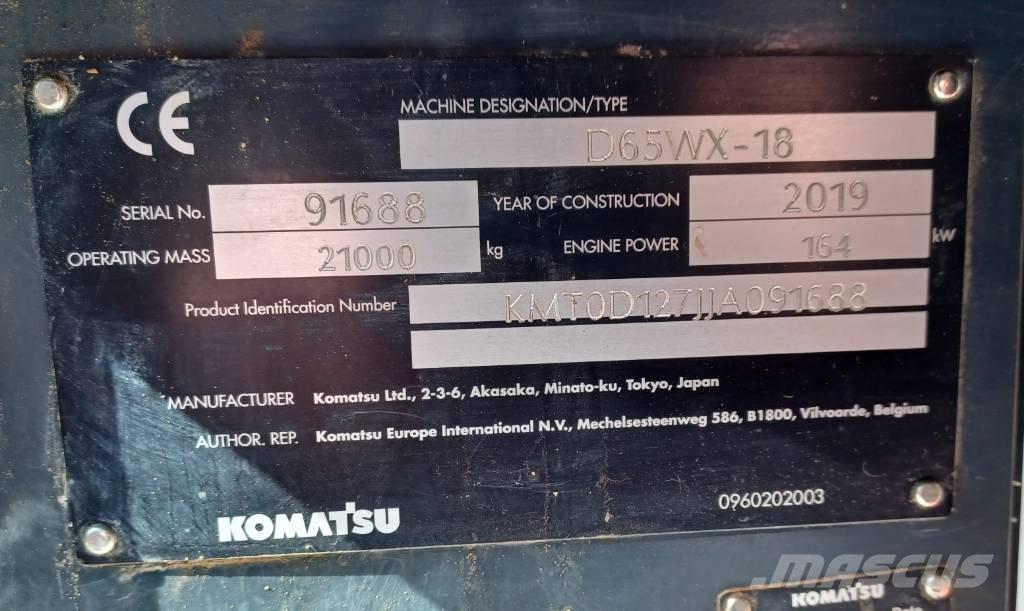 CE
MACHINE DESIGNATION/TYPE
D65WX-18
SERIAL No. 91688 YEAR OF CONSTRUCTION 2019
OPERATING MASS 21000 kg ENGINE POWER 164 kW
Product Identification Number KMT0D127JJA091688
MANUFACTURER Komatsu Ltd., 2-3-6, Akasaka, Minato-ku, Tokyo, Japan
AUTHOR. REP. Komatsu Europe International N.V., Mechelsesteenweg 586, B1800, Vilvoorde, Belgium
0960202003
KOMATSU
MASCUS
KOMATSU